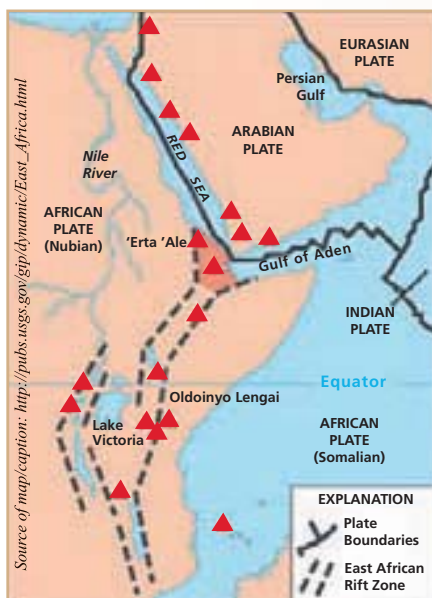 Source of map/caption: http://pubs.usgs.gov/gip/dynamic/East_Africa.html
EURASIAN
PLATE
Persian
Gulf
ARABIAN
PLATE
RED SEA
Nile
River
AFRICAN
PLATE
(Nubian)
'Erta 'Ale
Gulf of Aden
INDIAN
PLATE
Equator
Oldoinyo Lengai
Lake
Victoria
AFRICAN
PLATE
(Somalian)
EXPLANATION
Plate
Boundaries
East African
Rift Zone